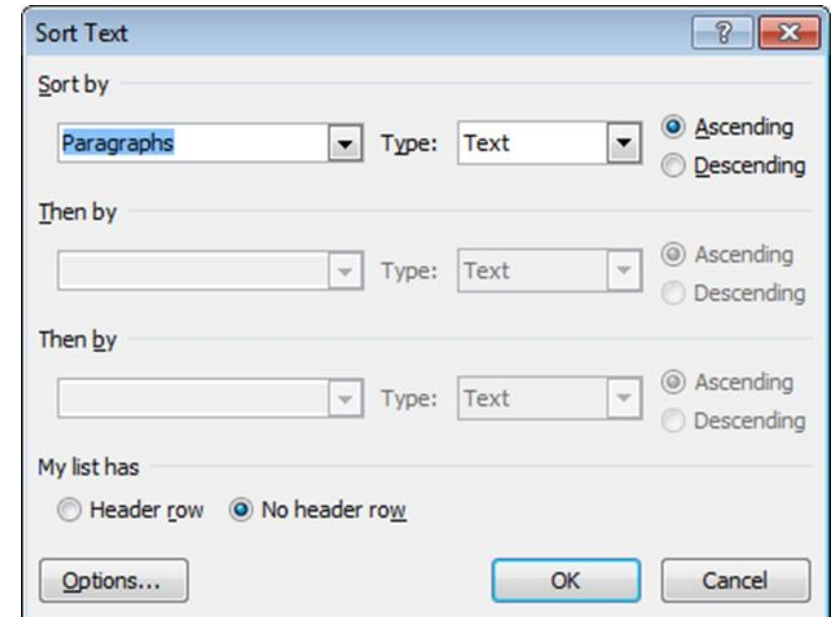 Sort Text
Sort by
Paragraphs Type: Text Ascending
Descending
Then by
Type: Text Ascending
Descending
Then by
Type: Text Ascending
Descending
My list has
Header row No header row
Options... OK Cancel